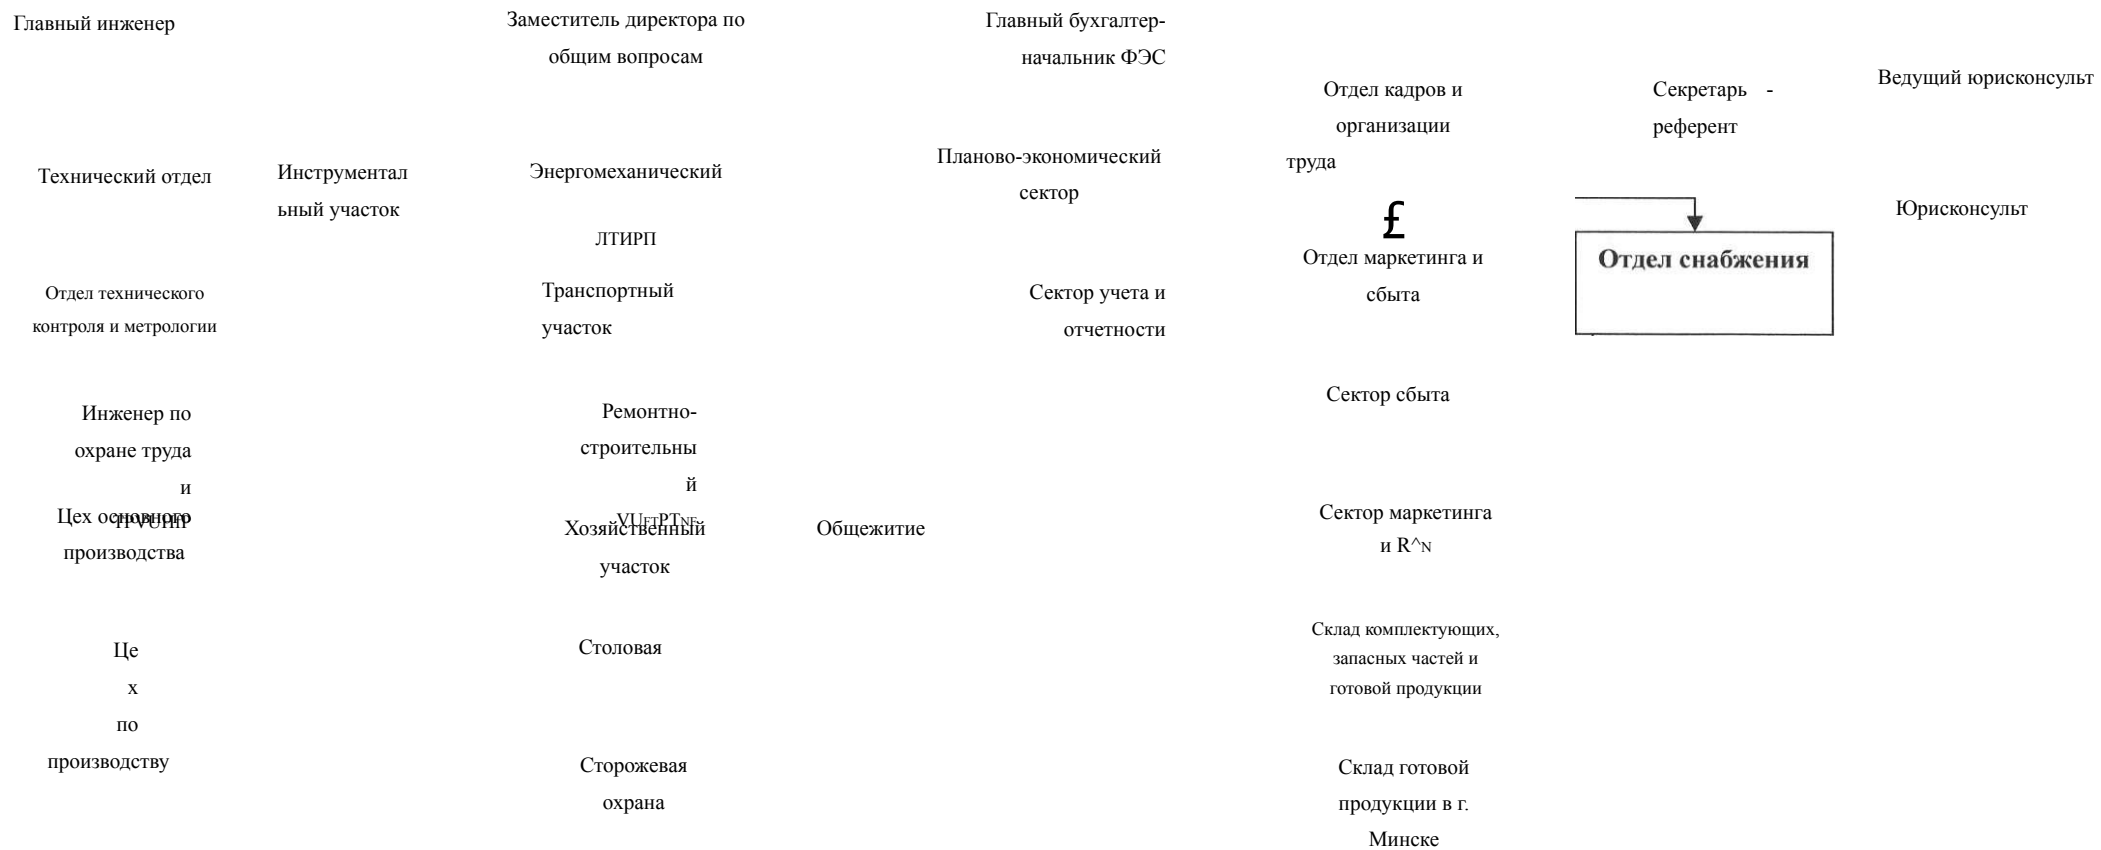 Главный инженер
Заместитель директора по
общим вопросам
Главный бухгалтер-
начальник ФЭС
Отдел кадров и
организации
труда
Секретарь -
референт
Ведущий юрисконсульт
Технический отдел
Инструментал
ьный участок
Энергомеханический
ЛТИРП
Планово-экономический
сектор
£
Отдел маркетинга и
сбыта
Отдел снабжения
Юрисконсульт
Отдел технического
контроля и метрологии
Транспортный
участок
Сектор учета и
отчетности
Сектор сбыта
Инженер по
охране труда
и
Ремонтно-
строительны
й
VUFTPTNF
Цех основного
производства
Хозяйственный
участок
Общежитие
Сектор маркетинга
и R^N
Це
х
по
производству
Столовая
Склад комплектующих,
запасных частей и
готовой продукции
Сторожевая
охрана
Склад готовой
продукции в г.
Минске